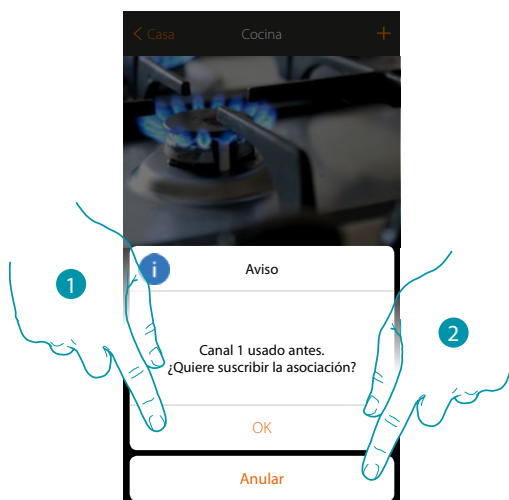 Casa
Cocina
+
i
Aviso
1
Canal 1 usado antes.
¿Quiere suscribir la asociación?
2
OK
Anular